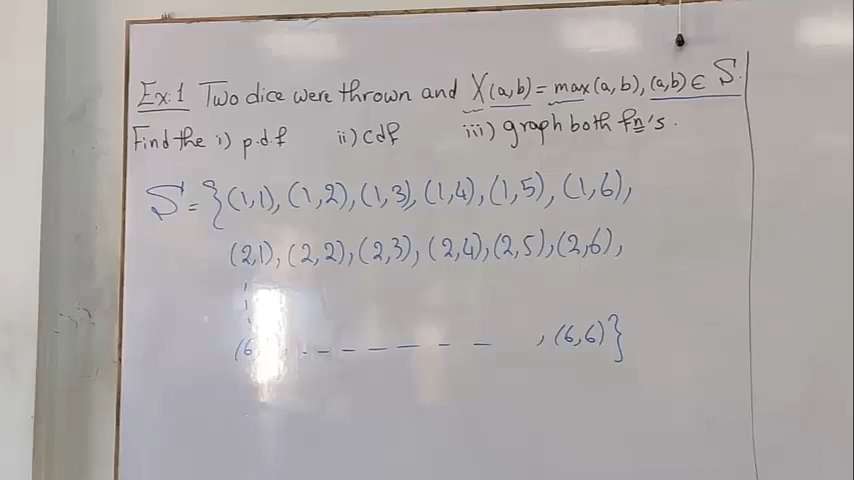 Ex:1 Two dice were thrown and X(a,b) = max(a,b), (a,b) ∈ S.
Find the i) p.d.f ii) cdf iii) graph both fn's.
S = {(1,1), (1,2), (1,3), (1,4), (1,5), (1,6),
(2,1), (2,2), (2,3), (2,4), (2,5), (2,6),
(6 , - - - - - - - , (6,6)}